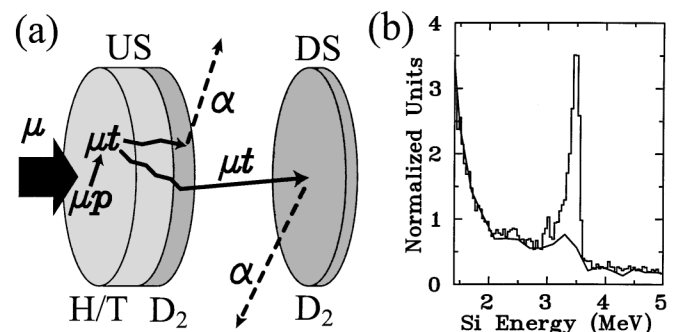 (a)
US
DS
α
μ
μt
μt
μp
α
H/T
D₂
D₂
(b)
Normalized Units
4
3
2
1
0
2
3
4
5
Si Energy (MeV)